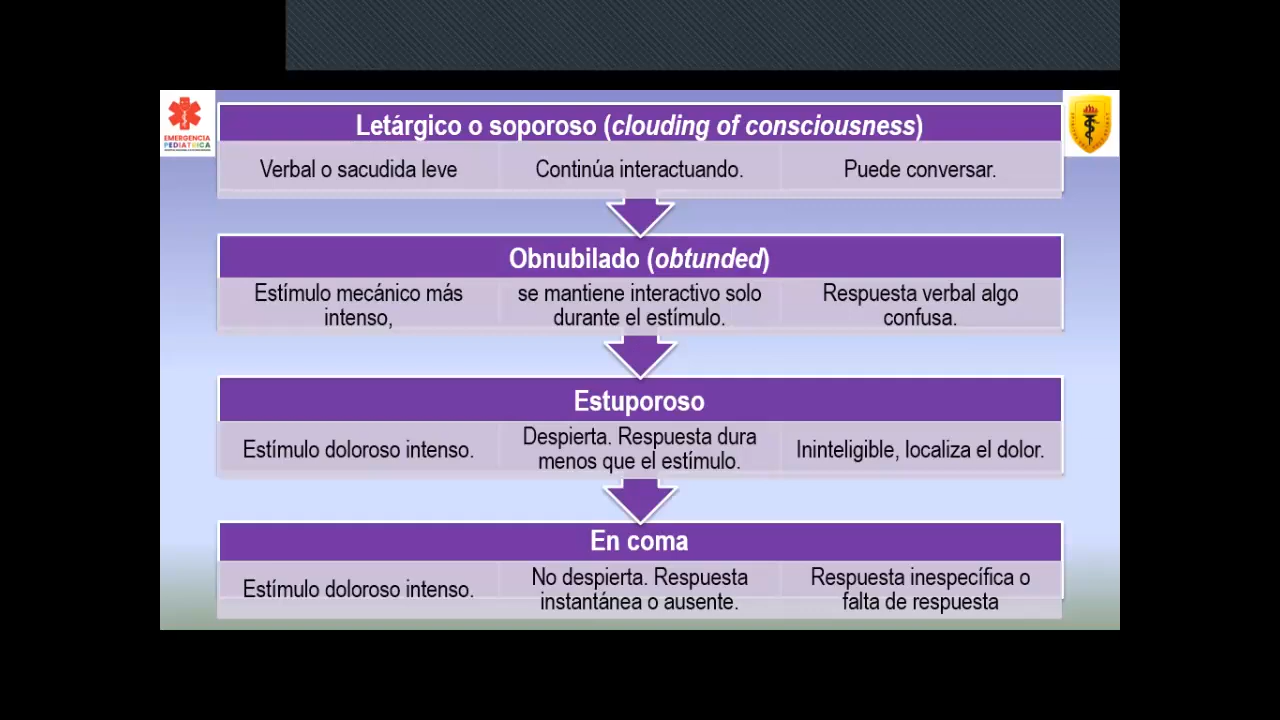 EMERGENCIA
PEDIÁTRICA
Letárgico o soporoso (clouding of consciousness)
Verbal o sacudida leve
Continúa interactuando.
Puede conversar.
Obnubilado (obtunded)
Estímulo mecánico más
intenso,
se mantiene interactivo solo
durante el estímulo.
Respuesta verbal algo
confusa.
Estuporoso
Estímulo doloroso intenso.
Despierta. Respuesta dura
menos que el estímulo.
Ininteligible, localiza el dolor.
En coma
Estímulo doloroso intenso.
No despierta. Respuesta
instantánea o ausente.
Respuesta inespecífica o
falta de respuesta